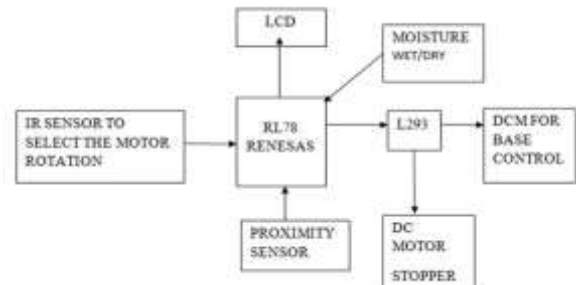 LCD
MOISTURE
WET/DRY
IR SENSOR TO
SELECT THE MOTOR
ROTATION
RL78
RENESAS
L293
DCM FOR
BASE
CONTROL
PROXIMITY
SENSOR
DC
MOTOR
STOPPER